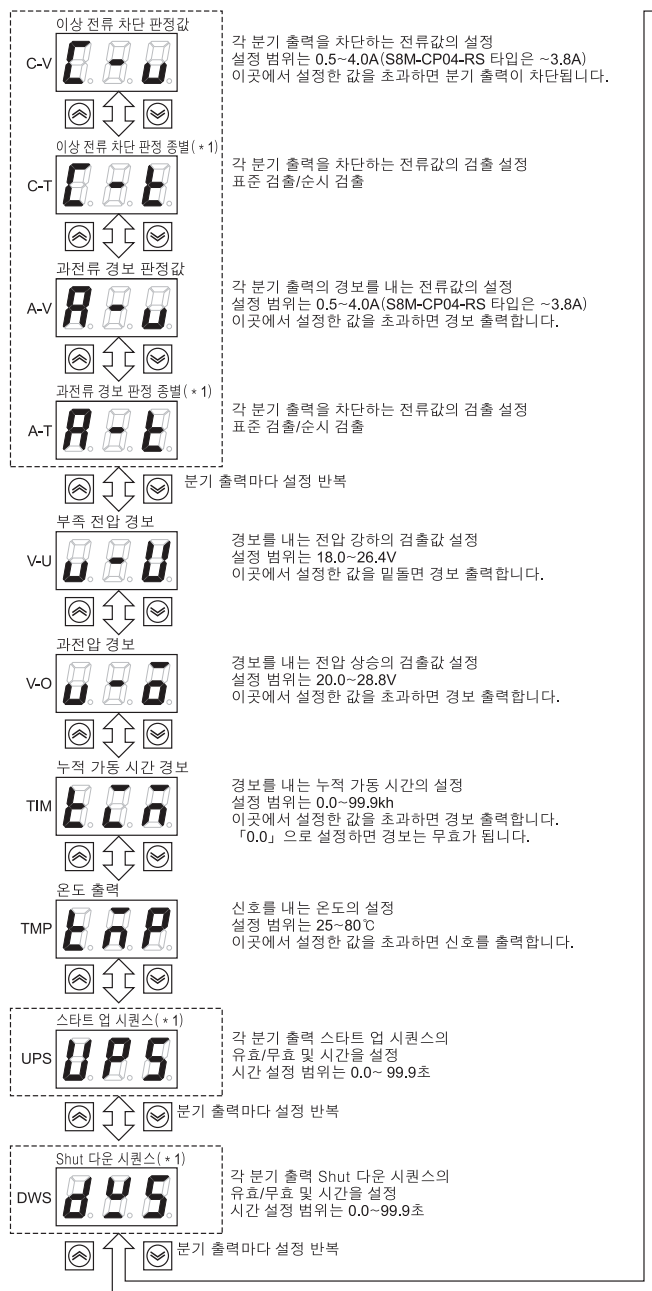 이상 전류 차단 판정값
C-V
각 분기 출력을 차단하는 전류값의 설정
설정 범위는 0.5~4.0A(S8M-CP04-RS 타입은 ~3.8A)
이곳에서 설정한 값을 초과하면 분기 출력이 차단됩니다.
이상 전류 차단 판정 종별(*1)
C-T
각 분기 출력을 차단하는 전류값의 검출 설정
표준 검출/순시 검출
과전류 경보 판정값
A-V
각 분기 출력의 경보를 내는 전류값의 설정
설정 범위는 0.5~4.0A(S8M-CP04-RS 타입은 ~3.8A)
이곳에서 설정한 값을 초과하면 경보 출력합니다.
과전류 경보 판정 종별(*1)
A-T
각 분기 출력을 차단하는 전류값의 검출 설정
표준 검출/순시 검출
분기 출력마다 설정 반복
부족 전압 경보
V-U
경보를 내는 전압 강하의 검출값 설정
설정 범위는 18.0~26.4V
이곳에서 설정한 값을 밑돌면 경보 출력합니다.
과전압 경보
V-O
경보를 내는 전압 상승의 검출값 설정
설정 범위는 20.0~28.8V
이곳에서 설정한 값을 초과하면 경보 출력합니다.
누적 가동 시간 경보
TIM
경보를 내는 누적 가동 시간의 설정
설정 범위는 0.0~99.9kh
이곳에서 설정한 값을 초과하면 경보 출력합니다.
「0.0」으로 설정하면 경보는 무효가 됩니다.
온도 출력
TMP
신호를 내는 온도의 설정
설정 범위는 25~80℃
이곳에서 설정한 값을 초과하면 신호를 출력합니다.
스타트 업 시퀀스(*1)
UPS
UPS
각 분기 출력 스타트 업 시퀀스의
유효/무효 및 시간을 설정
시간 설정 범위는 0.0~ 99.9초
분기 출력마다 설정 반복
Shut 다운 시퀀스(*1)
DWS
각 분기 출력 Shut 다운 시퀀스의
유효/무효 및 시간을 설정
시간 설정 범위는 0.0~99.9초
분기 출력마다 설정 반복